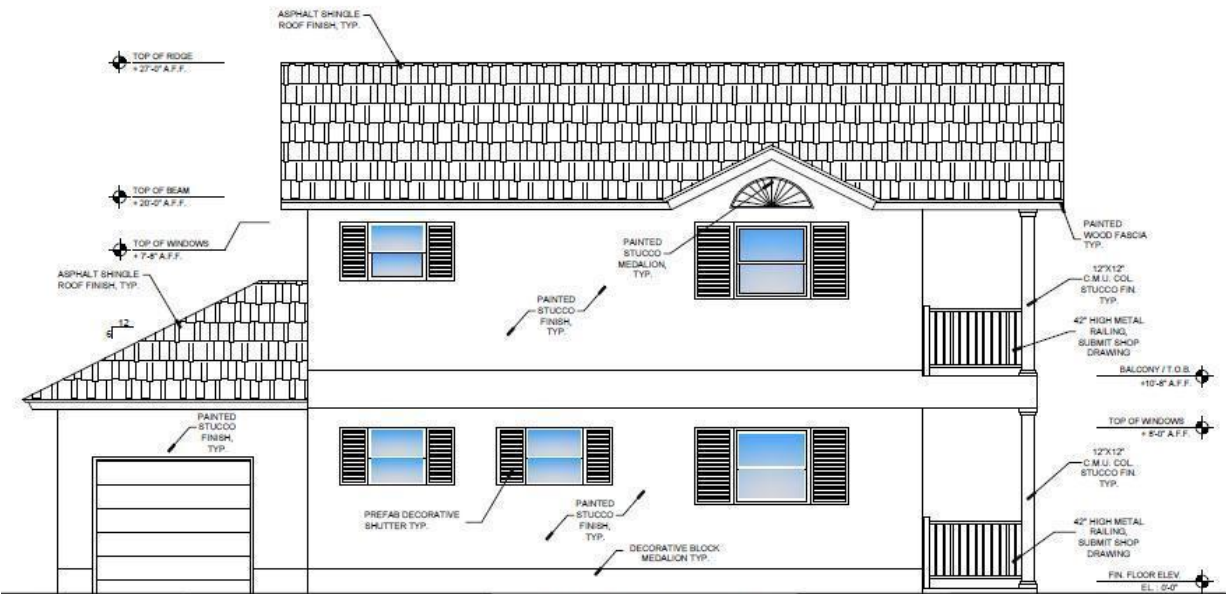 ASPHALT SHINGLE
ROOF FINISH, TYP.
TOP OF RIDGE
+ 27'-0" A.F.F.
TOP OF BEAM
+ 20'-0" A.F.F.
TOP OF WINDOWS
+ 7'-8" A.F.F.
ASPHALT SHINGLE
ROOF FINISH, TYP.
12
6
PAINTED
STUCCO
MEDALION,
TYP.
PAINTED
STUCCO
FINISH,
TYP.
PAINTED
WOOD FASCIA
TYP.
12"X12"
C.M.U. COL.
STUCCO FIN.
TYP.
42" HIGH METAL
RAILING,
SUBMIT SHOP
DRAWING
BALCONY / T.O.B.
+10'-8" A.F.F.
PAINTED
STUCCO
FINISH,
TYP.
TOP OF WINDOWS
+ 8'-0" A.F.F.
12"X12"
C.M.U. COL.
STUCCO FIN.
TYP.
PREFAB DECORATIVE
SHUTTER TYP.
PAINTED
STUCCO
FINISH,
TYP.
42" HIGH METAL
RAILING,
SUBMIT SHOP
DRAWING
DECORATIVE BLOCK
MEDALION TYP.
FIN. FLOOR ELEV.
EL. : 0'-0"